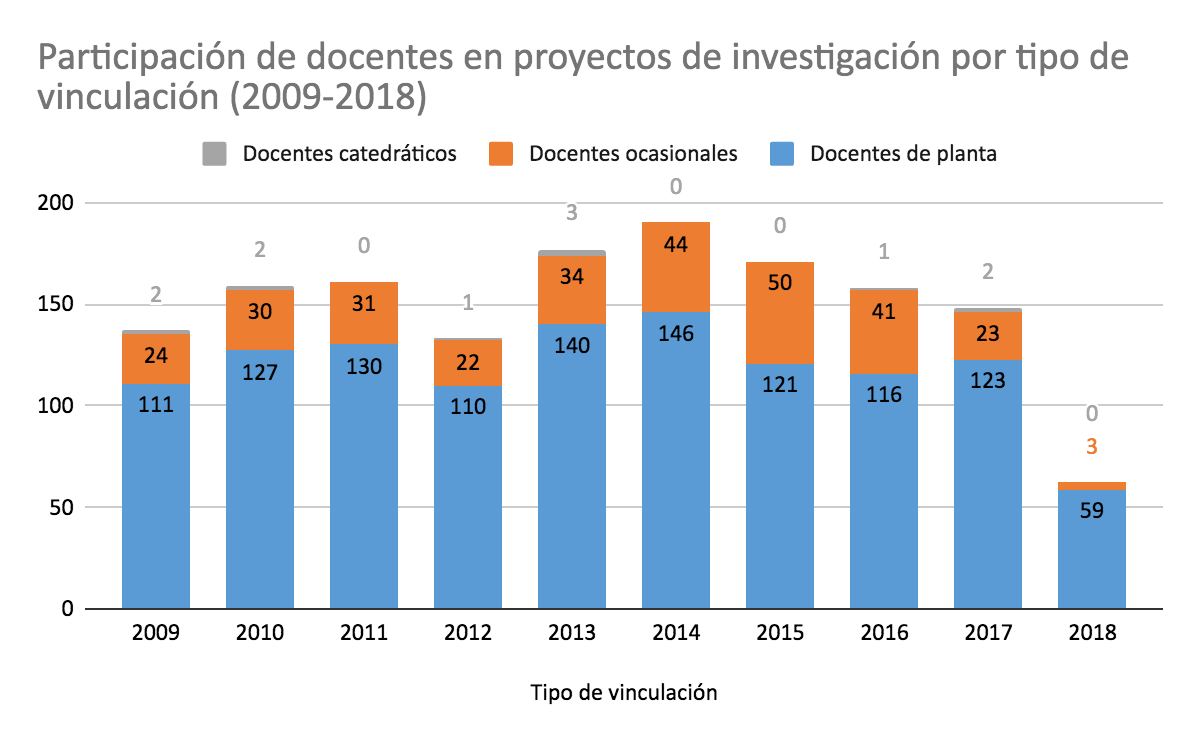 Participación de docentes en proyectos de investigación por tipo de
vinculación (2009-2018)
Docentes catedráticos Docentes ocasionales Docentes de planta
200
150
100
50
0
2 2 0 1 3 0 0 1 2 0
24 30 31 22 34 44 50 41 23 3
111 127 130 110 140 146 121 116 123 59
2009 2010 2011 2012 2013 2014 2015 2016 2017 2018
Tipo de vinculación